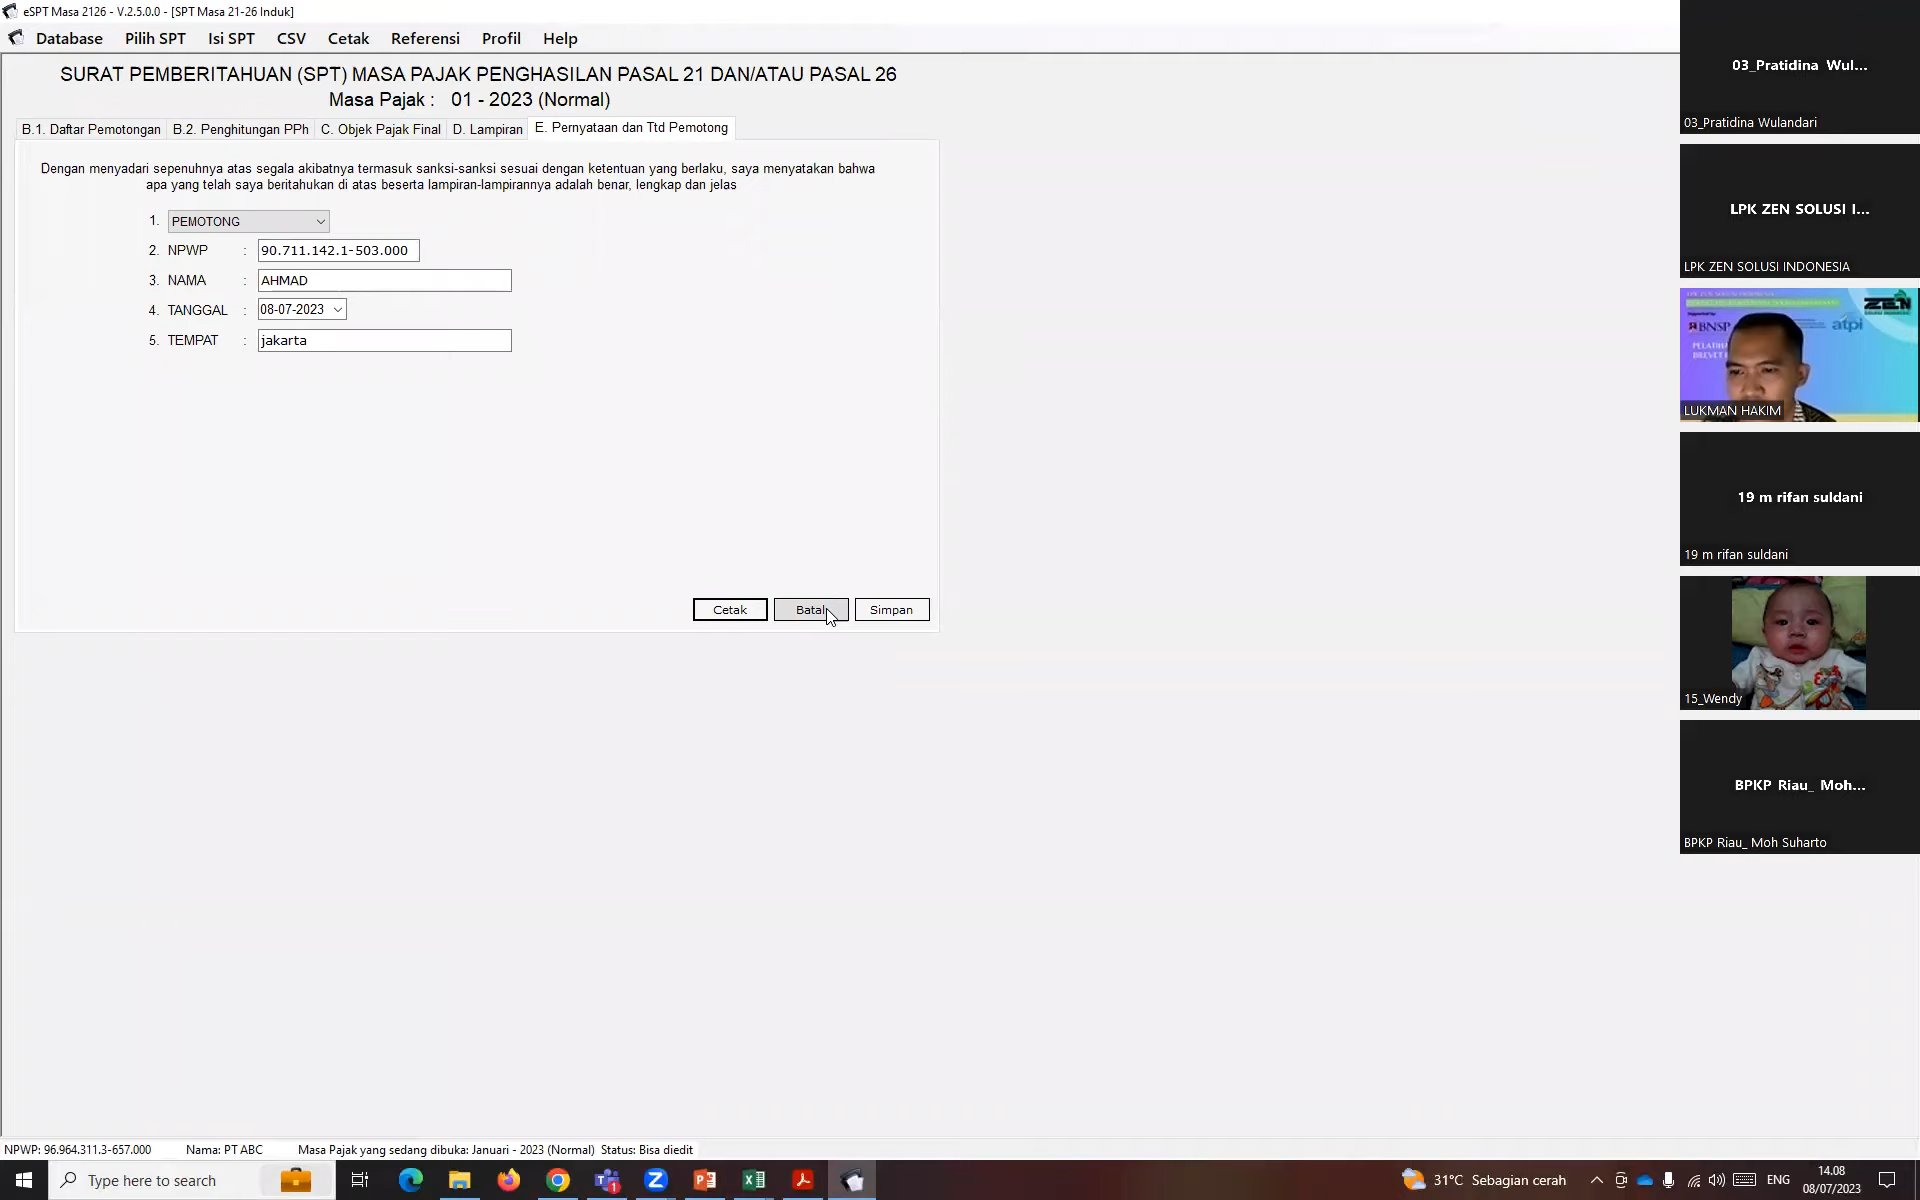 eSPT Masa 2126 - V.2.5.0.0 - [SPT Masa 21-26 Induk]
Database Pilih SPT Isi SPT CSV Cetak Referensi Profil Help
SURAT PEMBERITAHUAN (SPT) MASA PAJAK PENGHASILAN PASAL 21 DAN/ATAU PASAL 26
Masa Pajak : 01 - 2023 (Normal)
B.1. Daftar Pemotongan B.2. Penghitungan PPh C. Objek Pajak Final D. Lampiran E. Pernyataan dan Ttd Pemotong
Dengan menyadari sepenuhnya atas segala akibatnya termasuk sanksi-sanksi sesuai dengan ketentuan yang berlaku, saya menyatakan bahwa
apa yang telah saya beritahukan di atas beserta lampiran-lampirannya adalah benar, lengkap dan jelas
1. PEMOTONG
2. NPWP : 90.711.142.1-503.000
3. NAMA : AHMAD
4. TANGGAL : 08-07-2023
5. TEMPAT : jakarta
Cetak Batal Simpan
03_Pratidina Wul...
03_Pratidina Wulandari
LPK ZEN SOLUSI I...
LPK ZEN SOLUSI INDONESIA
ZEN
BNSP
atpi
LUKMAN HAKIM
19 m rifan suldani
19 m rifan suldani
15_Wendy
BPKP Riau_ Moh...
BPKP Riau_ Moh Suharto
NPWP: 96.964.311.3-657.000 Nama: PT ABC Masa Pajak yang sedang dibuka: Januari - 2023 (Normal) Status: Bisa diedit
Type here to search
31°C Sebagian cerah
ENG
14.08
08/07/2023